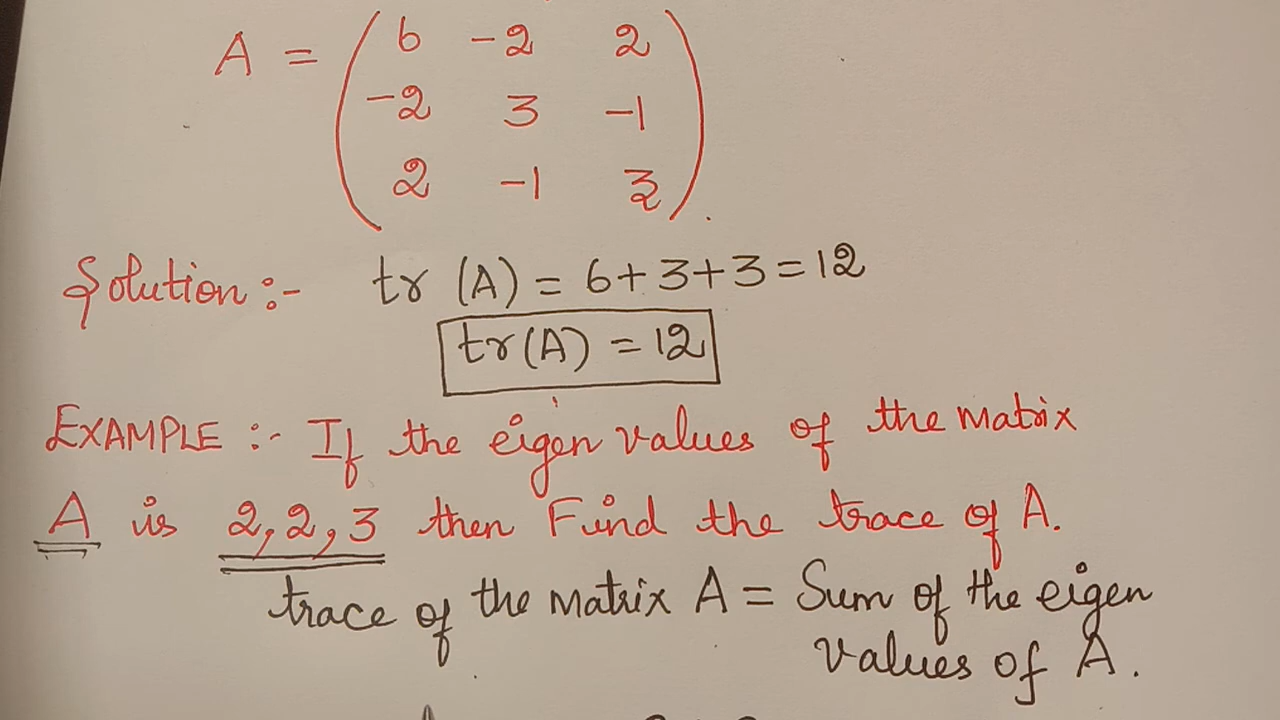 A = ( 6 -2 2
-2 3 -1
2 -1 3 ).
Solution :- tr (A) = 6+3+3=12
tr(A) = 12
EXAMPLE :- If the eigen values of the matrix
A is 2,2,3 then Find the trace of A.
trace of the matrix A = Sum of the eigen
values of A.